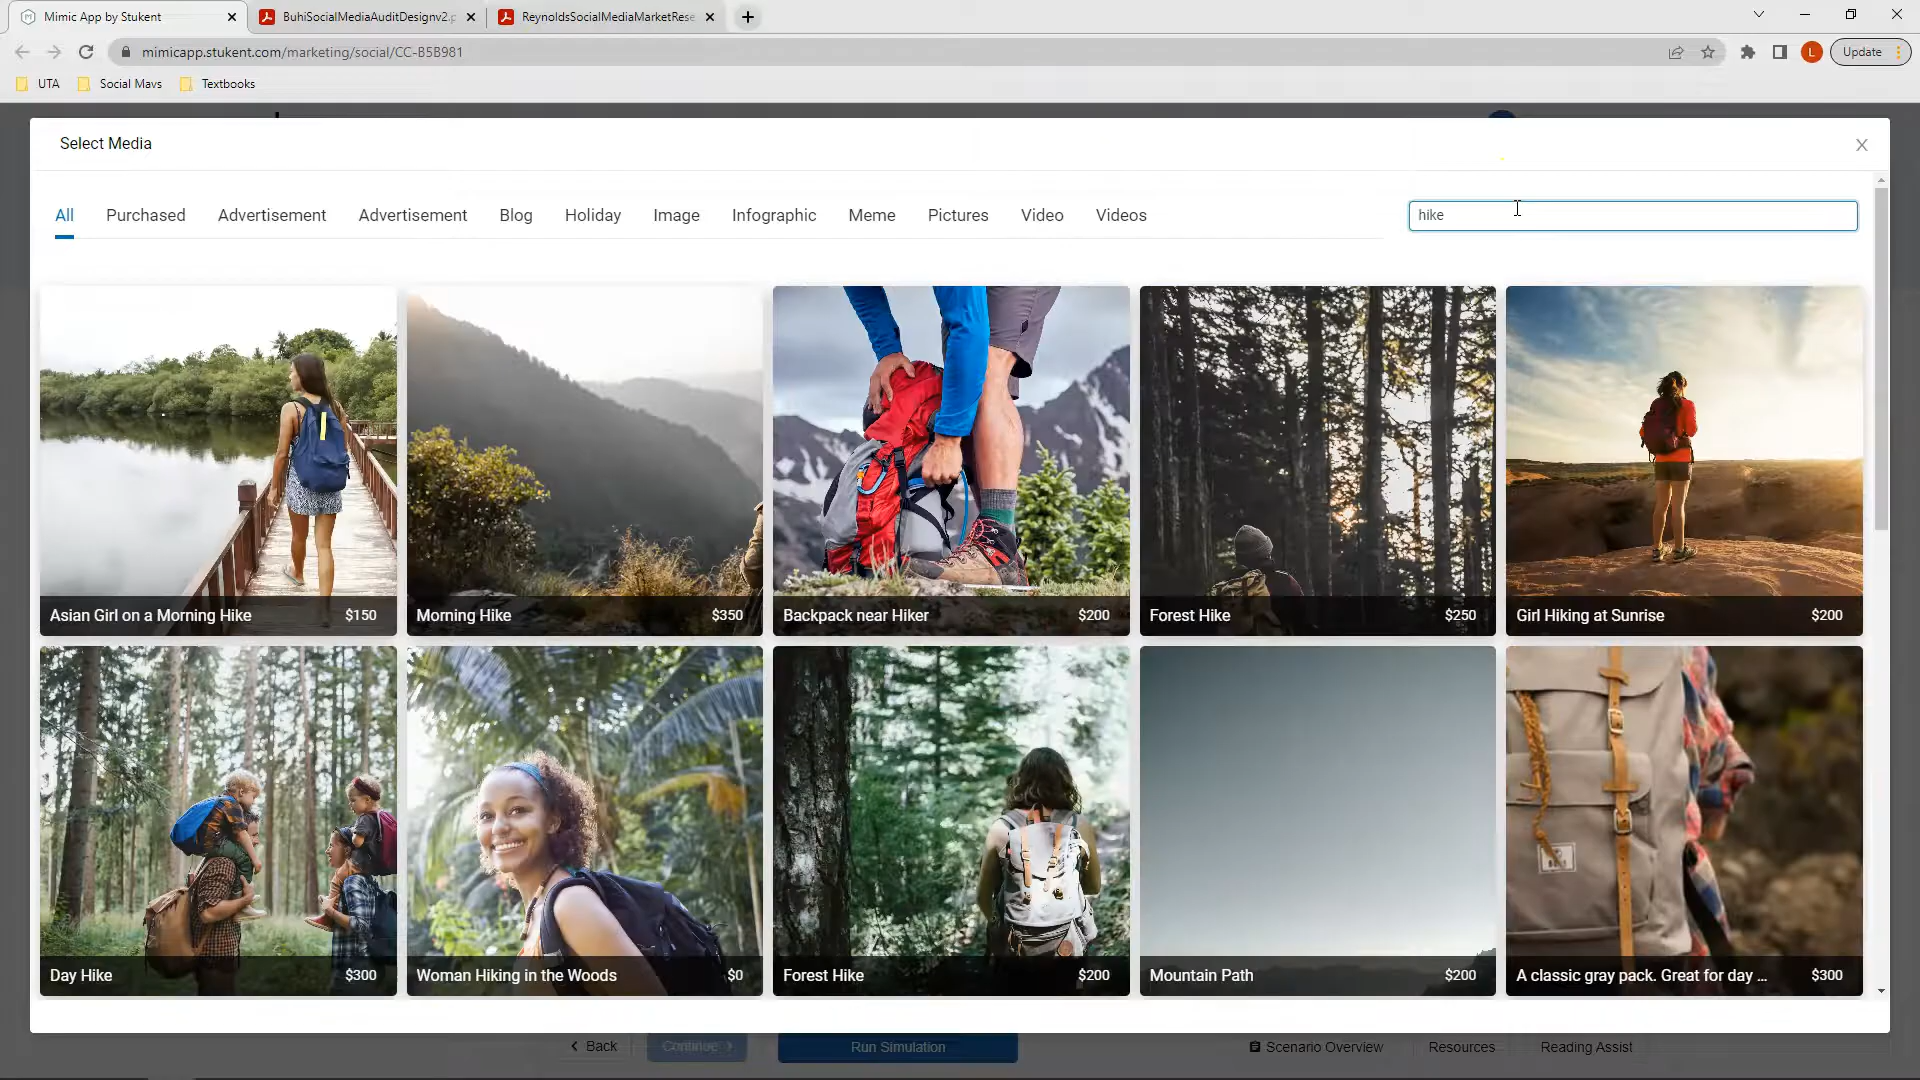 Mimic App by Stukent
BuhiSocialMediaAuditDesignv2.p
ReynoldsSocialMediaMarketRese
mimicapp.stukent.com/marketing/social/CC-B5B981
L
Update
UTA
Social Mavs
Textbooks
Select Media
All
Purchased
Advertisement
Advertisement
Blog
Holiday
Image
Infographic
Meme
Pictures
Video
Videos
hike
Asian Girl on a Morning Hike $150
Morning Hike $350
Backpack near Hiker $200
Forest Hike $250
Girl Hiking at Sunrise $200
Day Hike $300
Woman Hiking in the Woods $0
Forest Hike $200
Mountain Path $200
A classic gray pack. Great for day ... $300
Back
Continue
Run Simulation
Scenario Overview
Resources
Reading Assist